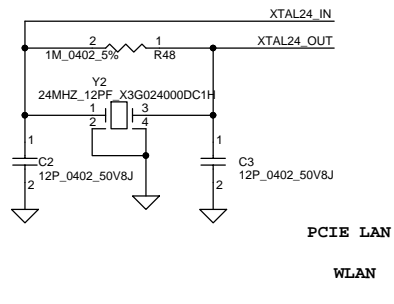 XTAL24_IN
2 1 XTAL24_OUT
1M_0402_5% R48
Y2
24MHZ_12PF_X3G024000DC1H
1 3
2 4
1 1
C2 C3
12P_0402_50V8J 12P_0402_50V8J
2 2
PCIE LAN
WLAN